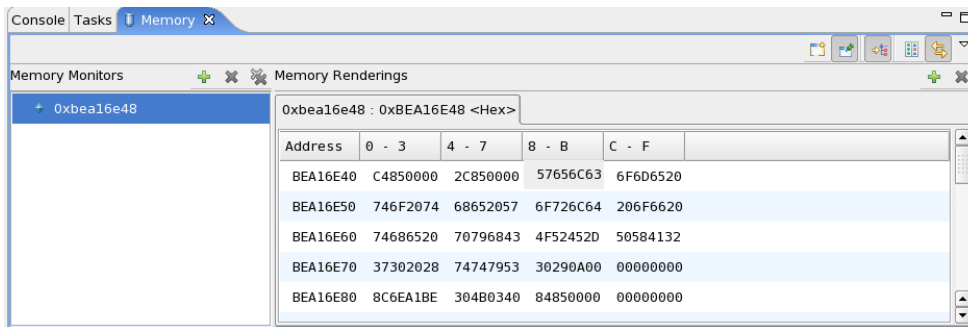 Console Tasks Memory
Memory Monitors Memory Renderings
0xbea16e48 0xbea16e48 : 0xBEA16E48 <Hex>
Address 0 - 3 4 - 7 8 - B C - F
BEA16E40 C4850000 2C850000 57656C63 6F6D6520
BEA16E50 746F2074 68652057 6F726C64 206F6620
BEA16E60 74686520 70796843 4F52452D 50584132
BEA16E70 37302028 74747953 30290A00 00000000
BEA16E80 8C6EA1BE 304B0340 84850000 00000000